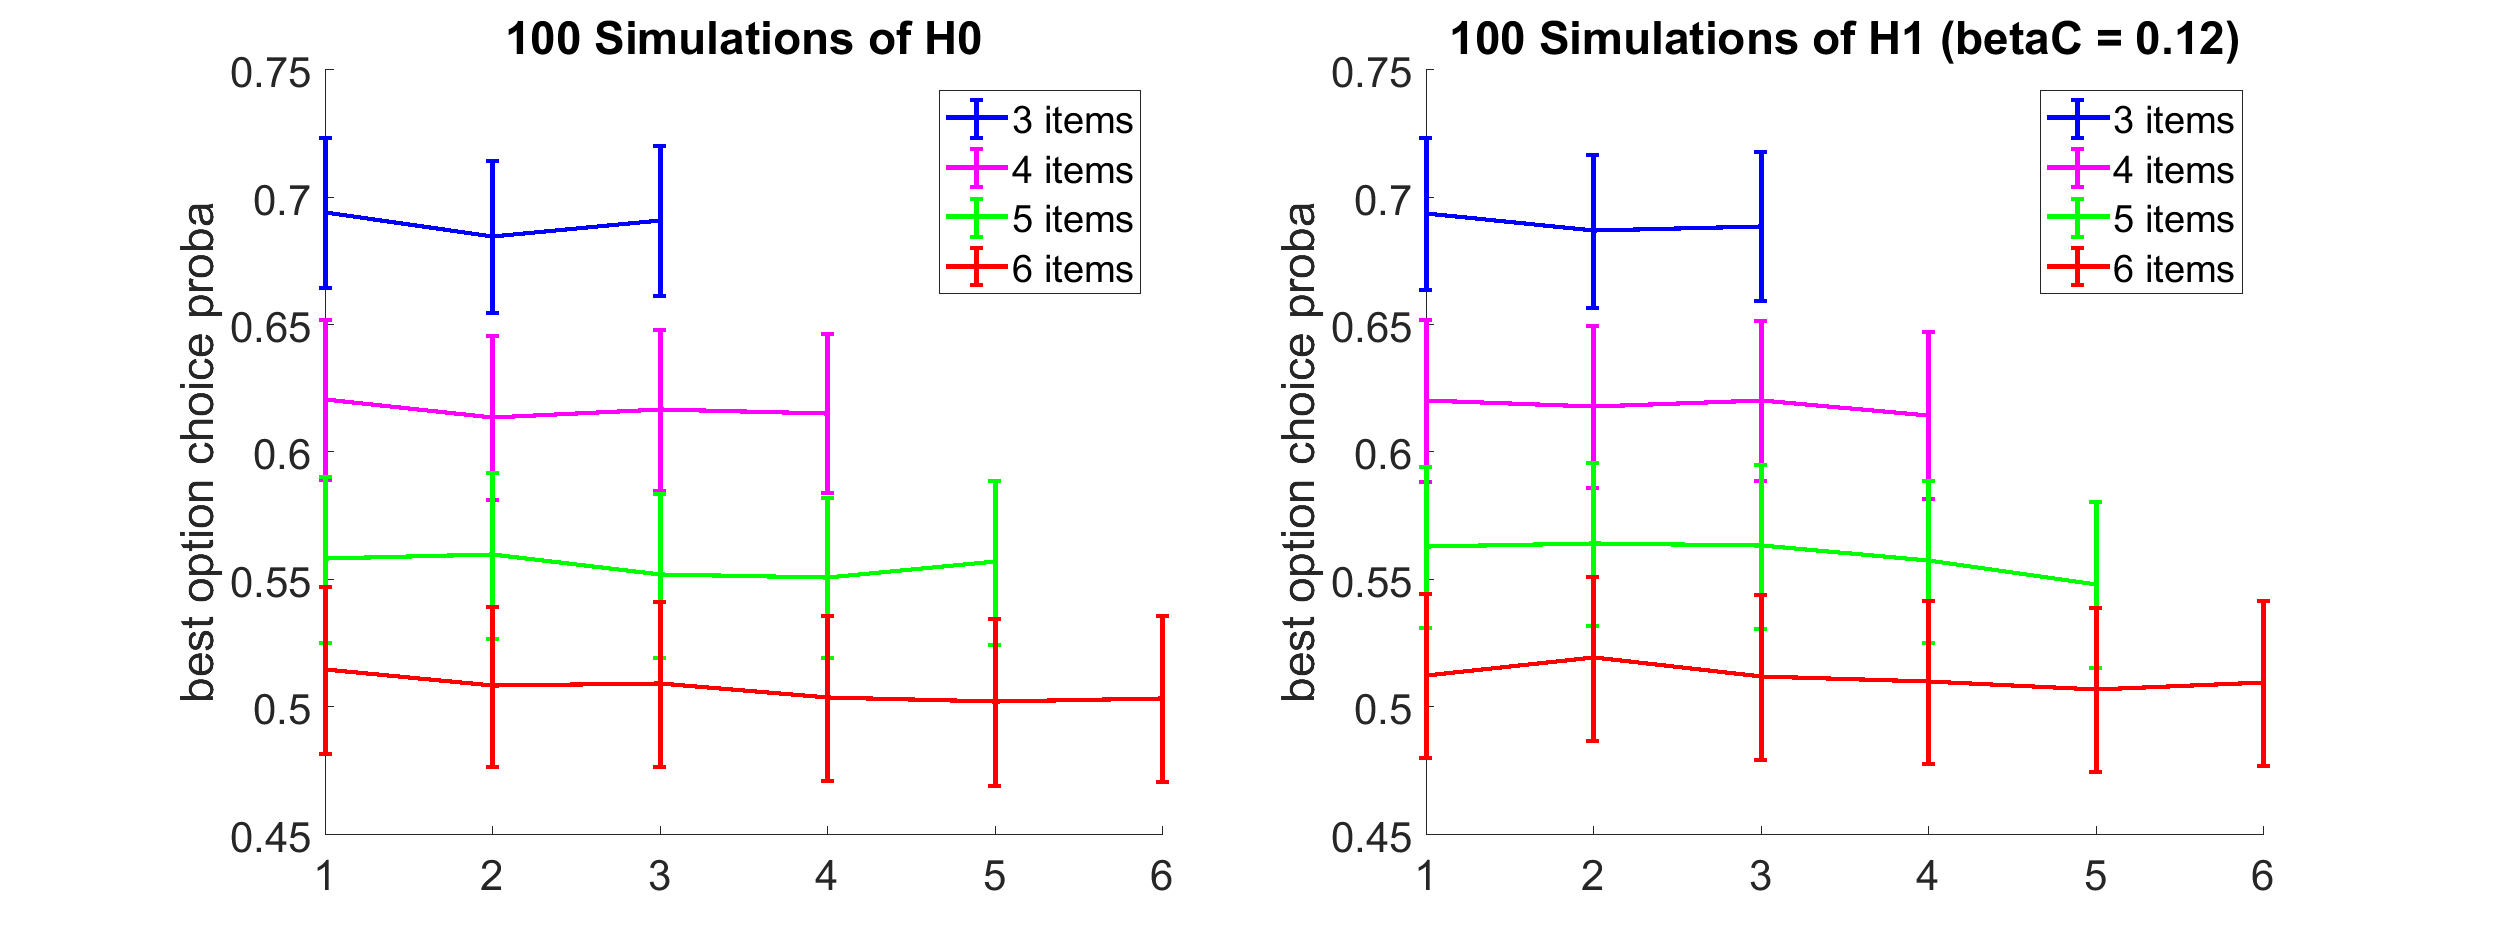 100 Simulations of H0
best option choice proba
0.75
0.7
0.65
0.6
0.55
0.5
0.45
1 2 3 4 5 6
3 items
4 items
5 items
6 items
100 Simulations of H1 (betaC = 0.12)
best option choice proba
0.75
0.7
0.65
0.6
0.55
0.5
0.45
1 2 3 4 5 6
3 items
4 items
5 items
6 items